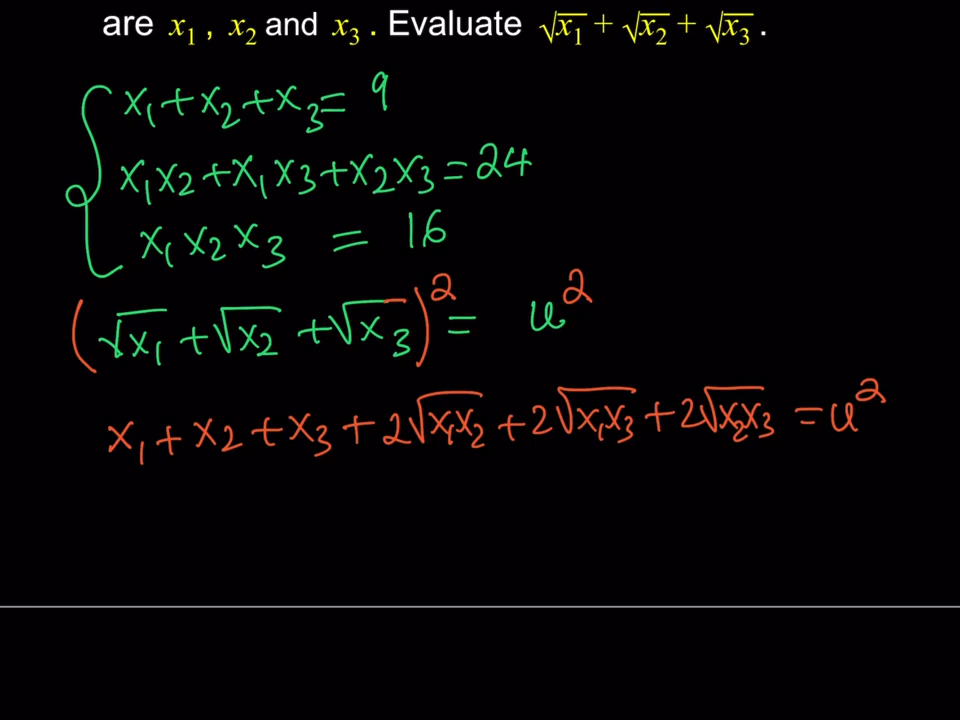 are x₁ , x₂ and x₃ . Evaluate √x₁ + √x₂ + √x₃ .
x₁ + x₂ + x₃ = 9
x₁x₂ + x₁x₃ + x₂x₃ = 24
x₁x₂x₃ = 16
(√x₁ + √x₂ + √x₃)² = u²
x₁ + x₂ + x₃ + 2√x₁x₂ + 2√x₁x₃ + 2√x₂x₃ = u²